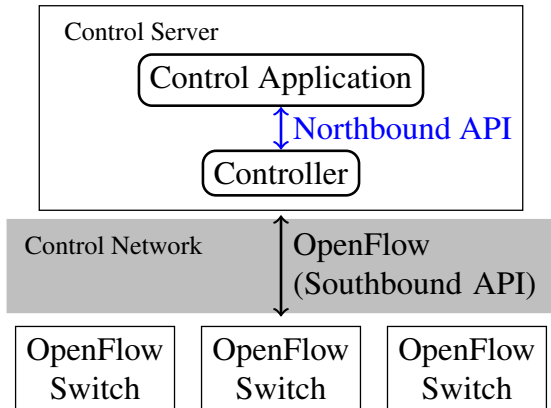 Control Server
Control Application
Northbound API
Controller
Control Network
OpenFlow
(Southbound API)
OpenFlow
Switch
OpenFlow
Switch
OpenFlow
Switch